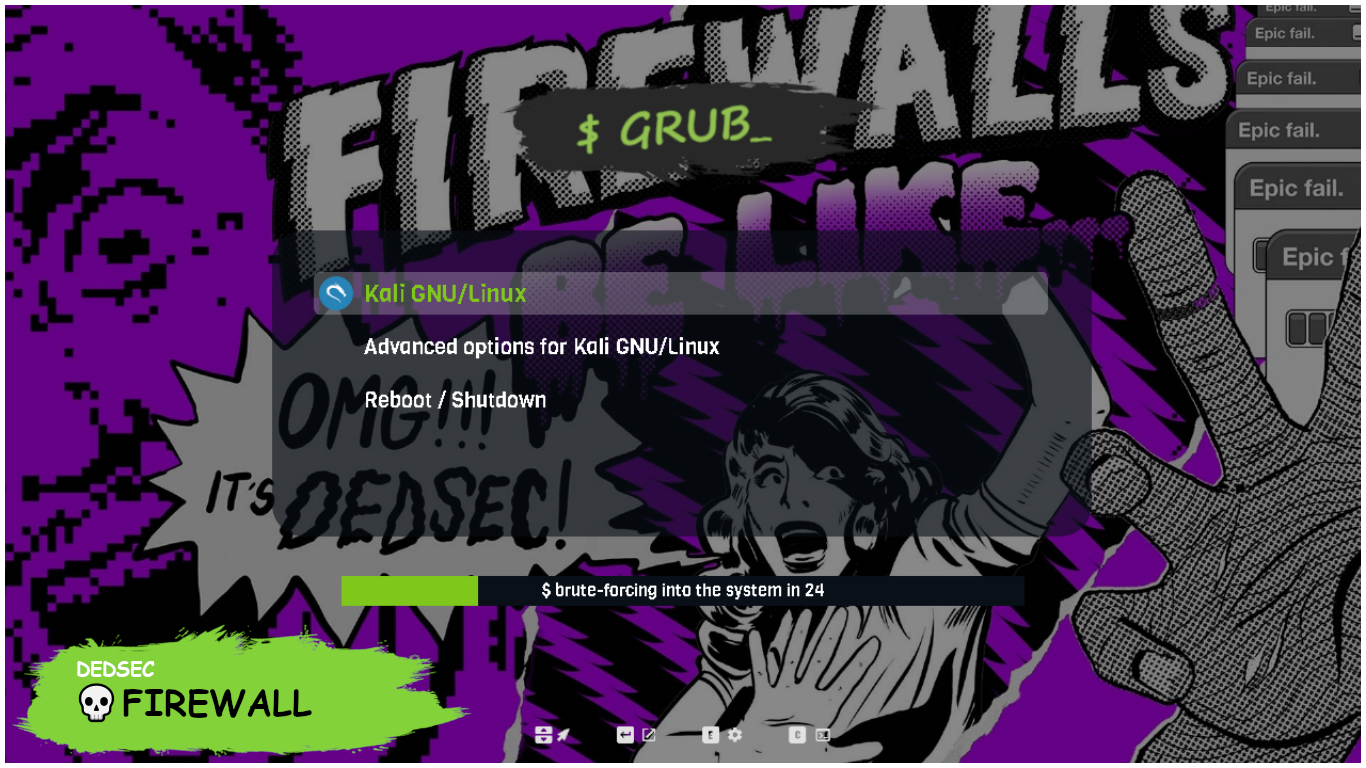 FIREWALLS
BE LIKE...
$ GRUB_
Epic fail.
Epic fail.
Epic fail.
Epic fail.
Epic fail.
Epic f
Kali GNU/Linux
Advanced options for Kali GNU/Linux
Reboot / Shutdown
OMG!!!
IT'S DEDSEC!
$ brute-forcing into the system in 24
DEDSEC
FIREWALL
E
C